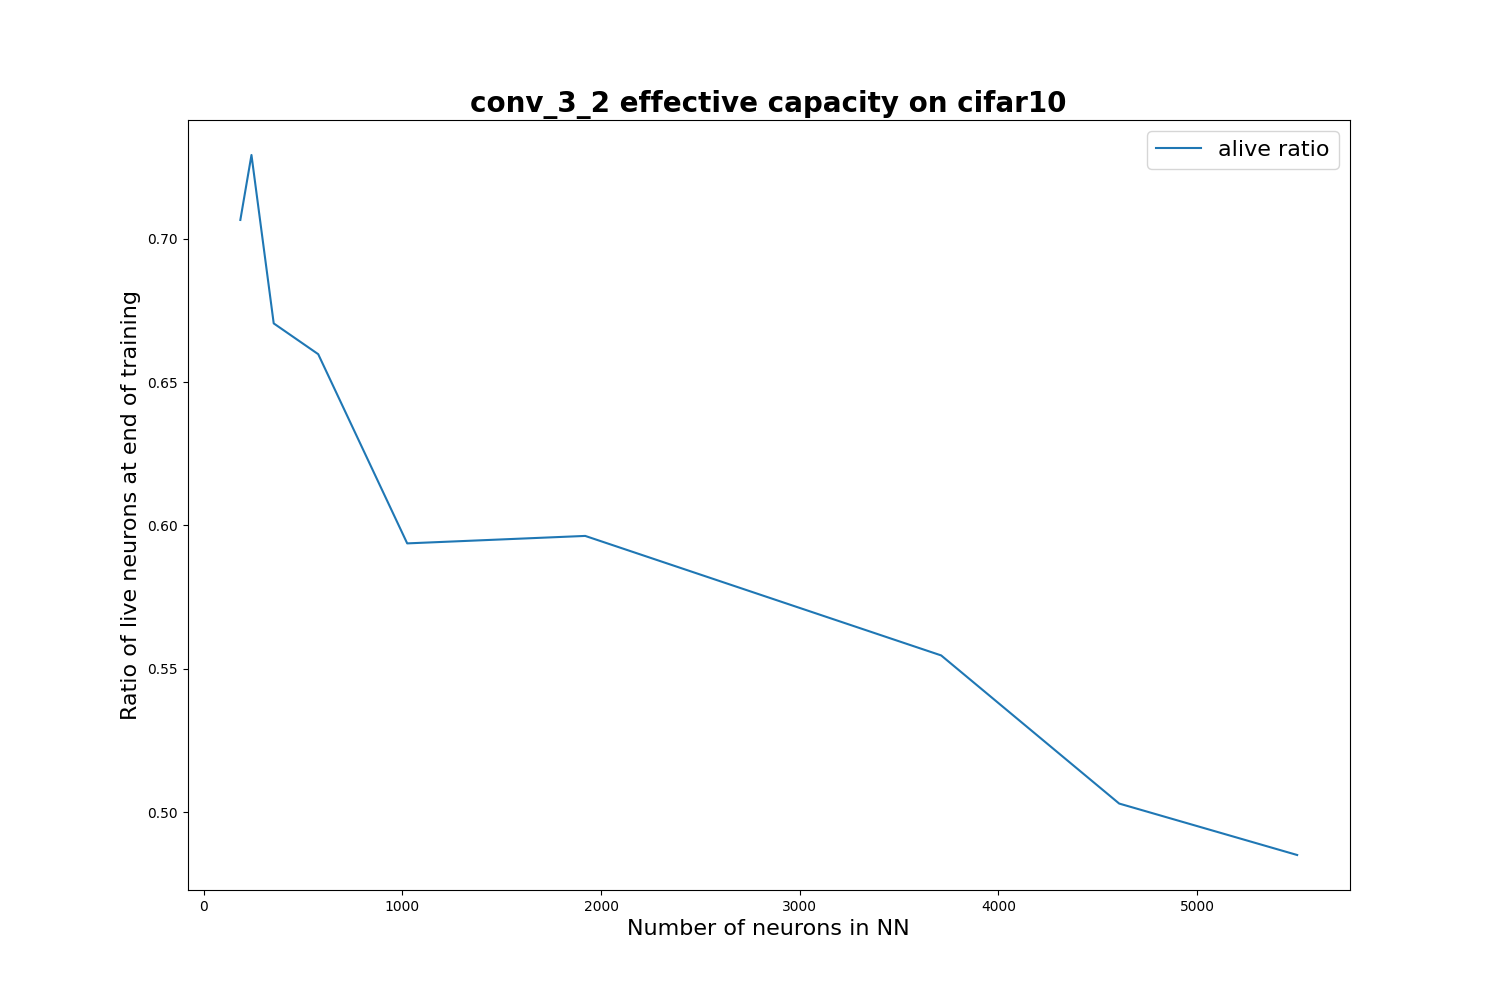 conv_3_2 effective capacity on cifar10
alive ratio
Ratio of live neurons at end of training
0.70
0.65
0.60
0.55
0.50
0
1000
2000
3000
4000
5000
Number of neurons in NN